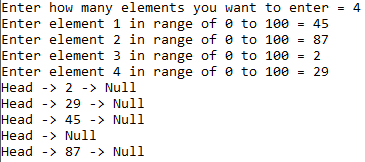 Enter how many elements you want to enter = 4
Enter element 1 in range of 0 to 100 = 45
Enter element 2 in range of 0 to 100 = 87
Enter element 3 in range of 0 to 100 = 2
Enter element 4 in range of 0 to 100 = 29
Head -> 2 -> Null
Head -> 29 -> Null
Head -> 45 -> Null
Head -> Null
Head -> 87 -> Null